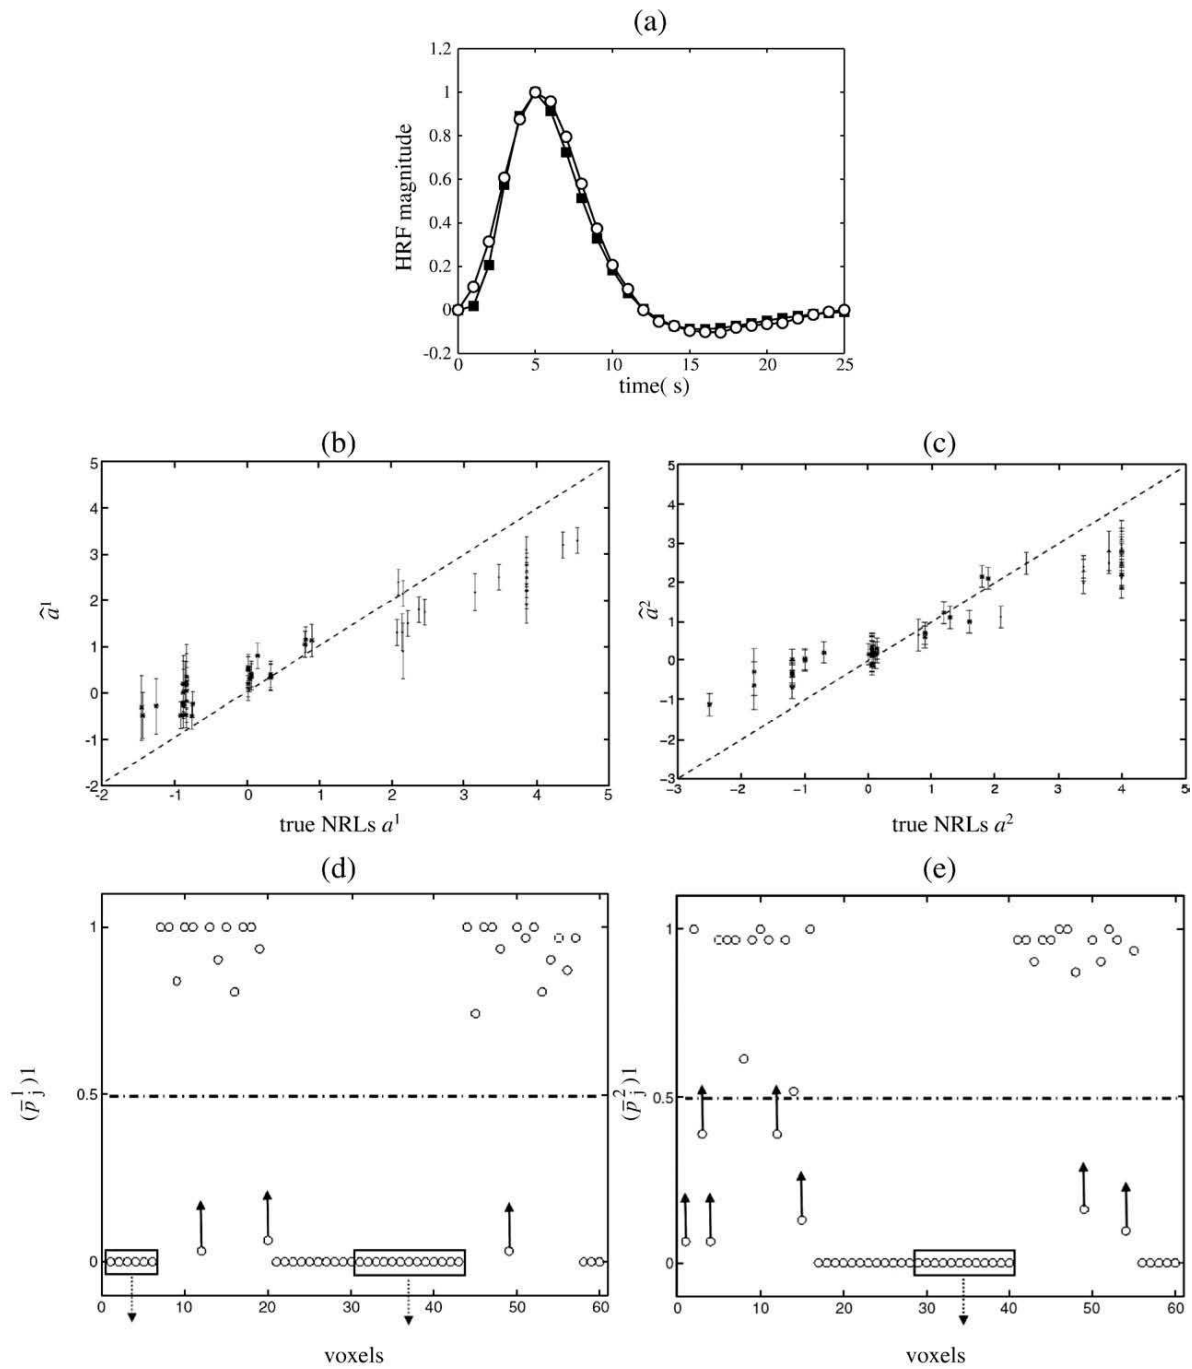 (a)
1.2
1
0.8
0.6
0.4
0.2
0
-0.2
HRF magnitude
0 5 10 15 20 25
time( s)
(b)
5
4
3
2
1
0
-1
-2
â¹
-2 -1 0 1 2 3 4 5
true NRLs a¹
(c)
5
4
3
2
1
0
−1
−2
−3
â²
−3 −2 −1 0 1 2 3 4 5
true NRLs a²
(d)
1
0.5
0
(p̄¹j)1
0 10 20 30 40 50 60
voxels
(e)
1
0.5
0
(p̄²j)1
0 10 20 30 40 50 60
voxels